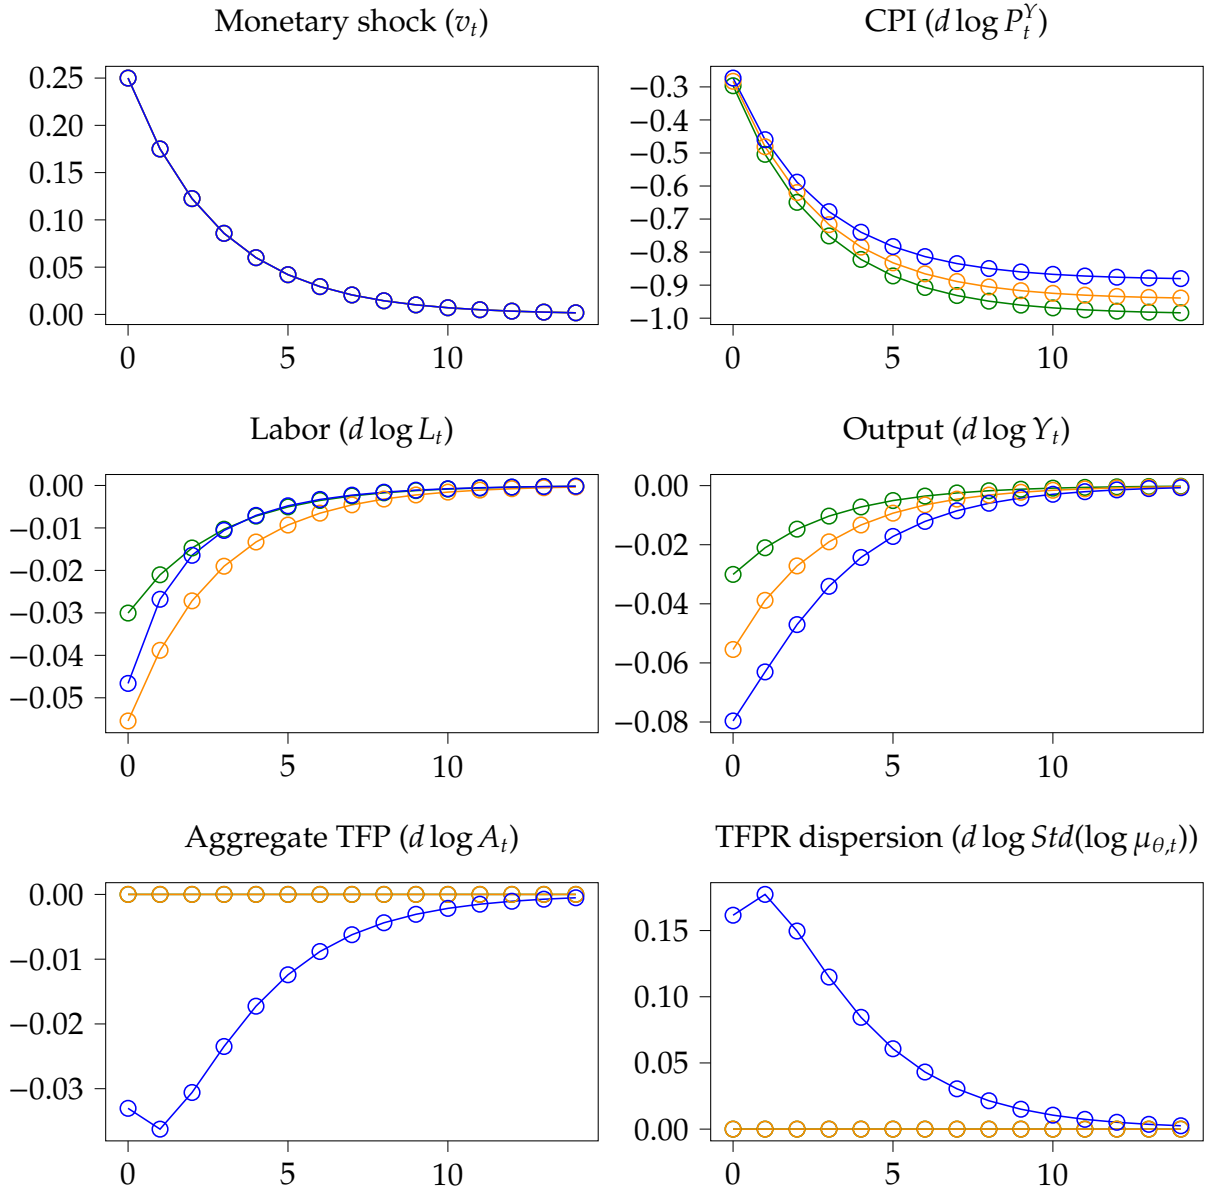 Monetary shock (v_t)
0.25
0.20
0.15
0.10
0.05
0.00
0 5 10
CPI (d log P_t^Y)
−0.3
−0.4
−0.5
−0.6
−0.7
−0.8
−0.9
−1.0
0 5 10
Labor (d log L_t)
0.00
−0.01
−0.02
−0.03
−0.04
−0.05
0 5 10
Output (d log Y_t)
0.00
−0.02
−0.04
−0.06
−0.08
0 5 10
Aggregate TFP (d log A_t)
0.00
−0.01
−0.02
−0.03
0 5 10
TFPR dispersion (d log Std(log μ_{θ,t}))
0.15
0.10
0.05
0.00
0 5 10